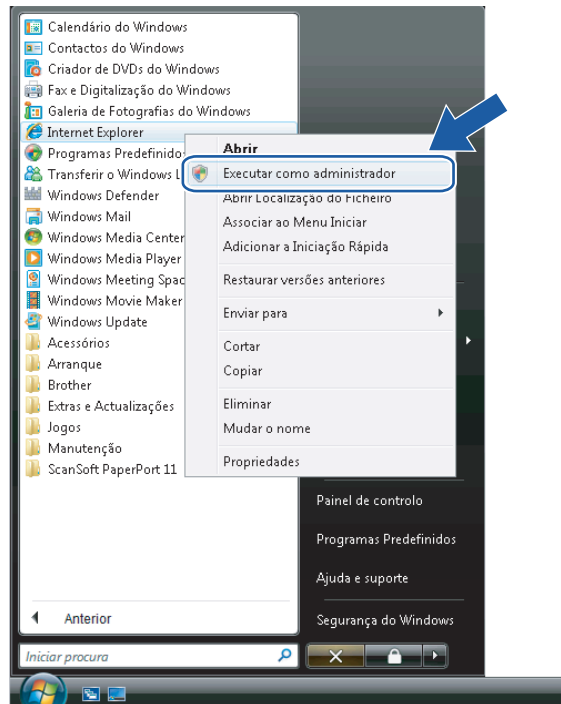 Calendário do Windows
Contactos do Windows
Criador de DVDs do Windows
Fax e Digitalização do Windows
Galeria de Fotografias do Windows
Internet Explorer
Programas Predefinido
Transferir o Windows L
Windows Defender
Windows Mail
Windows Media Center
Windows Media Player
Windows Meeting Spac
Windows Movie Maker
Windows Update
Acessórios
Arranque
Brother
Extras e Actualizações
Jogos
Manutenção
ScanSoft PaperPort 11
Anterior
Iniciar procura
Abrir
Executar como administrador
Abrir Localização do Ficheiro
Associar ao Menu Iniciar
Adicionar a Iniciação Rápida
Restaurar versões anteriores
Enviar para
Cortar
Copiar
Eliminar
Mudar o nome
Propriedades
Painel de controlo
Programas Predefinidos
Ajuda e suporte
Segurança do Windows